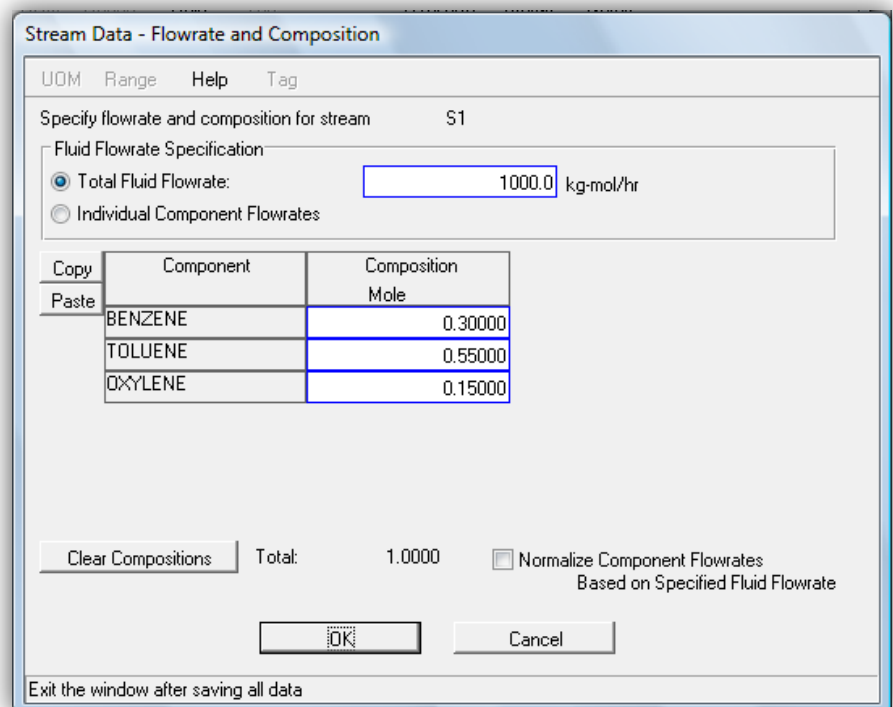 Stream Data - Flowrate and Composition
UOM Range Help Tag
Specify flowrate and composition for stream S1
Fluid Flowrate Specification
Total Fluid Flowrate: 1000.0 kg-mol/hr
Individual Component Flowrates
Copy Component Composition
Paste Mole
BENZENE 0.30000
TOLUENE 0.55000
OXYLENE 0.15000
Clear Compositions Total: 1.0000 Normalize Component Flowrates
Based on Specified Fluid Flowrate
OK Cancel
Exit the window after saving all data